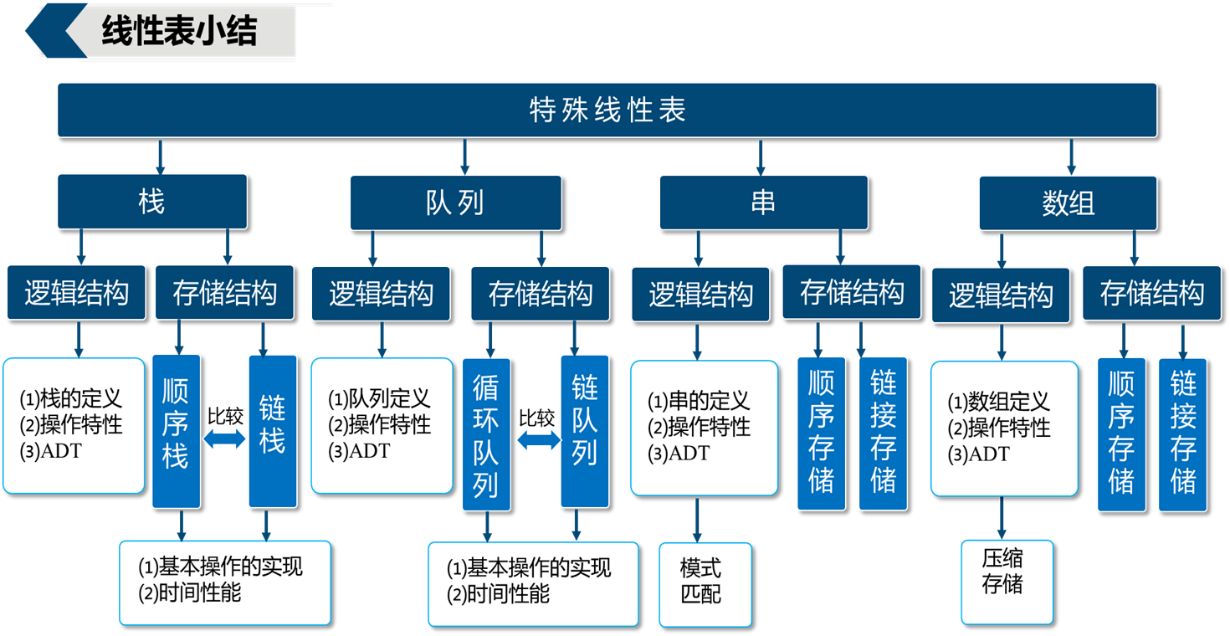 线性表小结
特殊线性表
栈
队列
串
数组
逻辑结构
存储结构
逻辑结构
存储结构
逻辑结构
存储结构
逻辑结构
存储结构
(1)栈的定义
(2)操作特性
(3)ADT
顺序栈
比较
链栈
(1)队列定义
(2)操作特性
(3)ADT
循环队列
比较
链队列
(1)串的定义
(2)操作特性
(3)ADT
顺序存储
链接存储
(1)数组定义
(2)操作特性
(3)ADT
顺序存储
链接存储
(1)基本操作的实现
(2)时间性能
(1)基本操作的实现
(2)时间性能
模式
匹配
压缩
存储